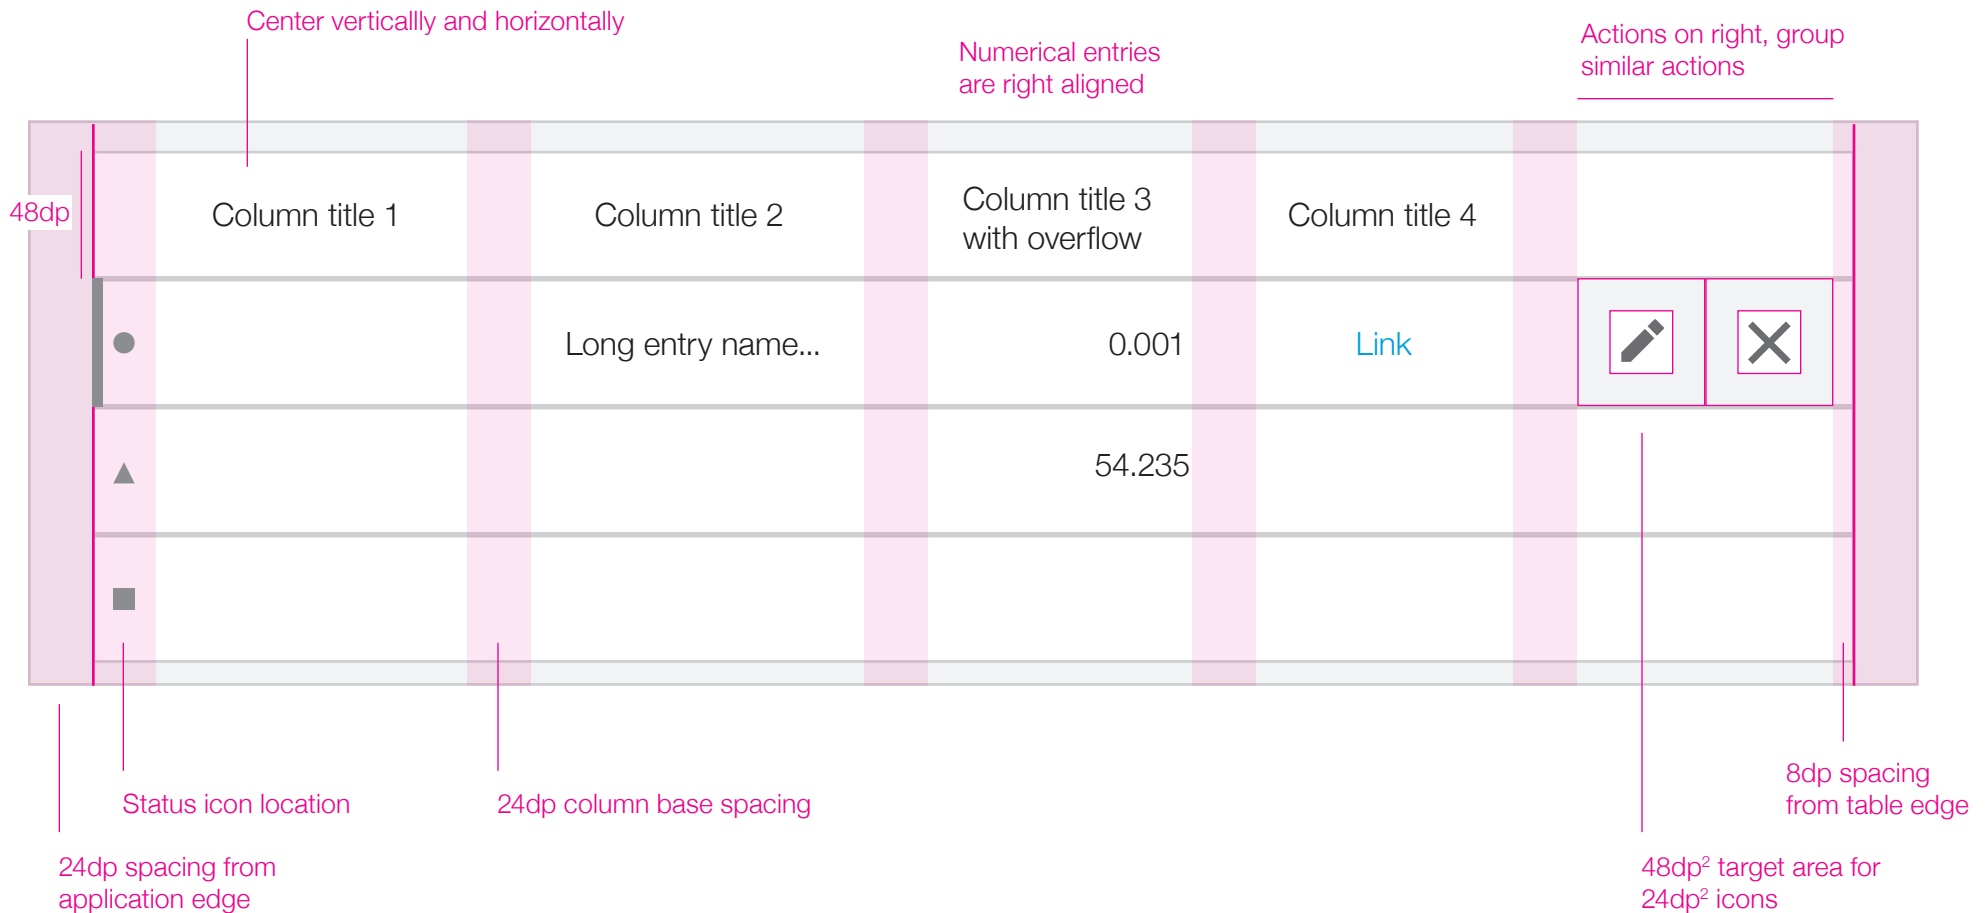 Center verticallly and horizontally
Numerical entries
are right aligned
Actions on right, group
similar actions
48dp
Column title 1
Column title 2
Column title 3
with overflow
Column title 4
Long entry name...
0.001
Link
54.235
Status icon location
24dp column base spacing
8dp spacing
from table edge
24dp spacing from
application edge
48dp² target area for
24dp² icons